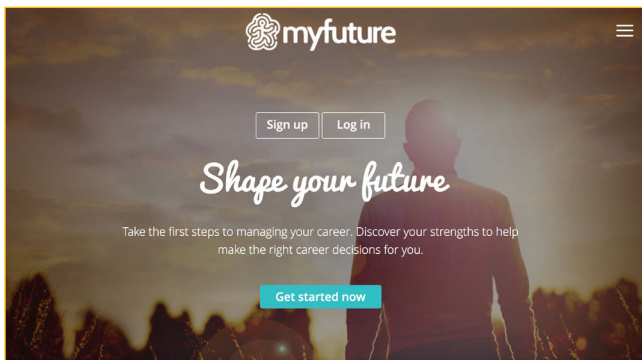 myfuture
Sign up
Log in
Shape your future
Take the first steps to managing your career. Discover your strengths to help
make the right career decisions for you.
Get started now